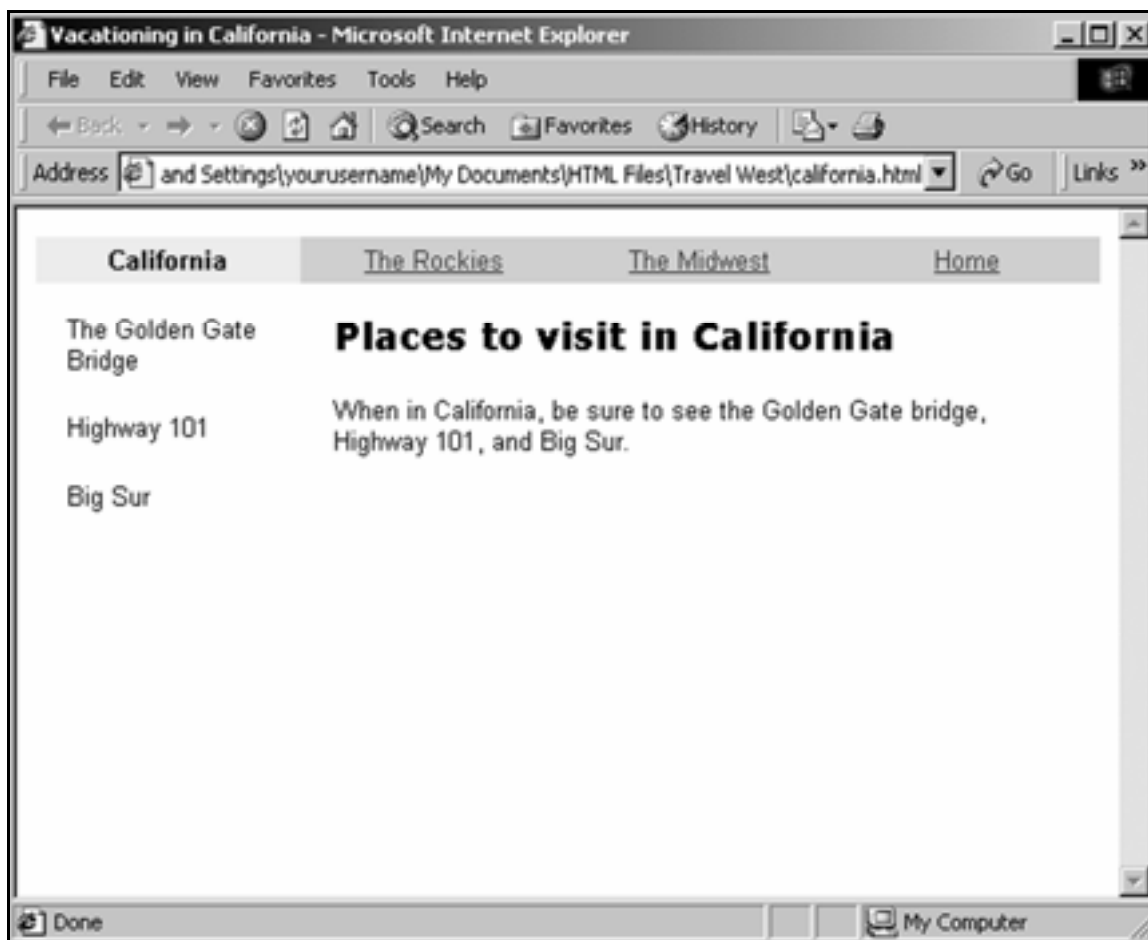 Vacationing in California - Microsoft Internet Explorer
File Edit View Favorites Tools Help
Back Search Favorites History
Address and Settings\yourusername\My Documents\HTML Files\Travel West\california.html Go Links »
California The Rockies The Midwest Home
The Golden Gate
Bridge
Highway 101
Big Sur
Places to visit in California
When in California, be sure to see the Golden Gate bridge,
Highway 101, and Big Sur.
Done My Computer